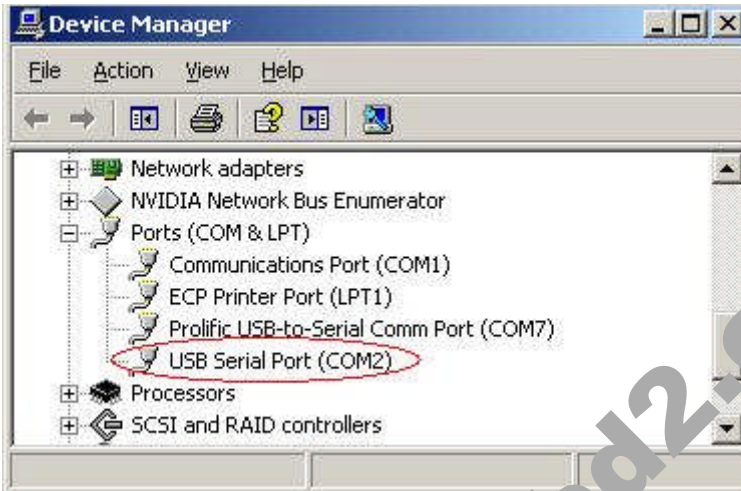 Device Manager
File Action View Help
Network adapters
NVIDIA Network Bus Enumerator
Ports (COM & LPT)
Communications Port (COM1)
ECP Printer Port (LPT1)
Prolific USB-to-Serial Comm Port (COM7)
USB Serial Port (COM2)
Processors
SCSI and RAID controllers